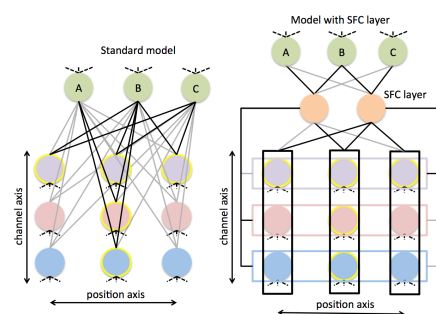 Standard model
A
B
C
channel axis
position axis
Model with SFC layer
A
B
C
SFC layer
channel axis
position axis